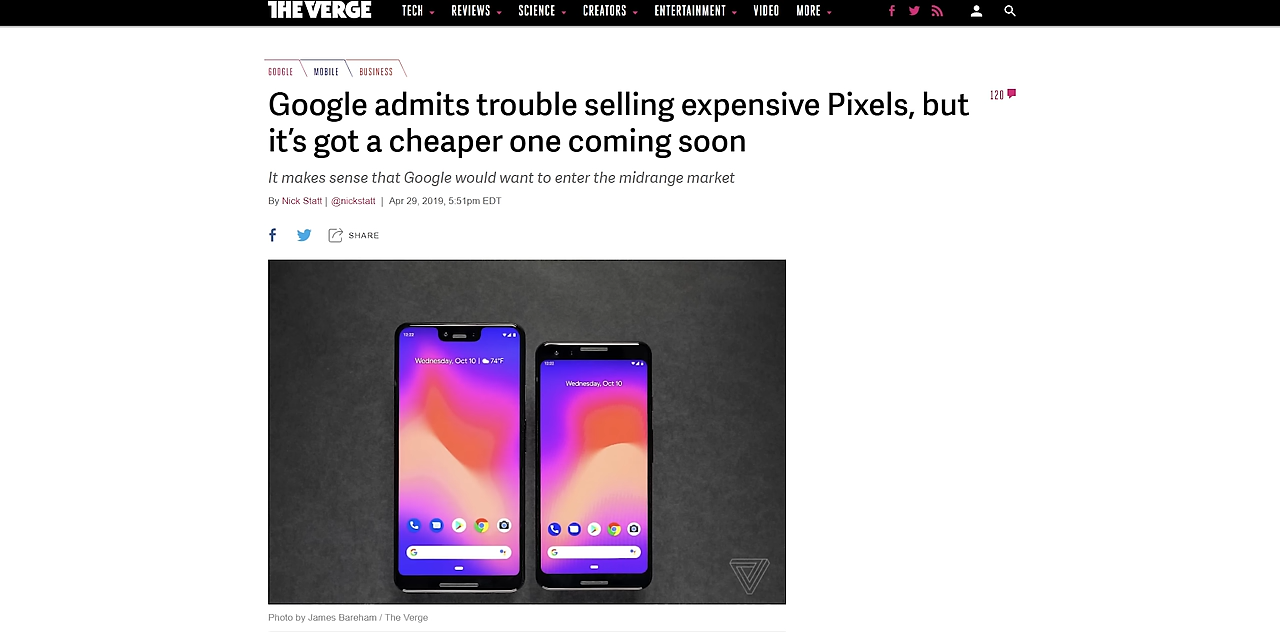 THE VERGE TECH REVIEWS SCIENCE CREATORS ENTERTAINMENT VIDEO MORE
GOOGLE MOBILE BUSINESS
Google admits trouble selling expensive Pixels, but
it's got a cheaper one coming soon
120
It makes sense that Google would want to enter the midrange market
By Nick Statt | @nickstatt | Apr 29, 2019, 5:51pm EDT
SHARE
Wednesday, Oct 10 | 74°F
Wednesday, Oct 10
Photo by James Bareham / The Verge